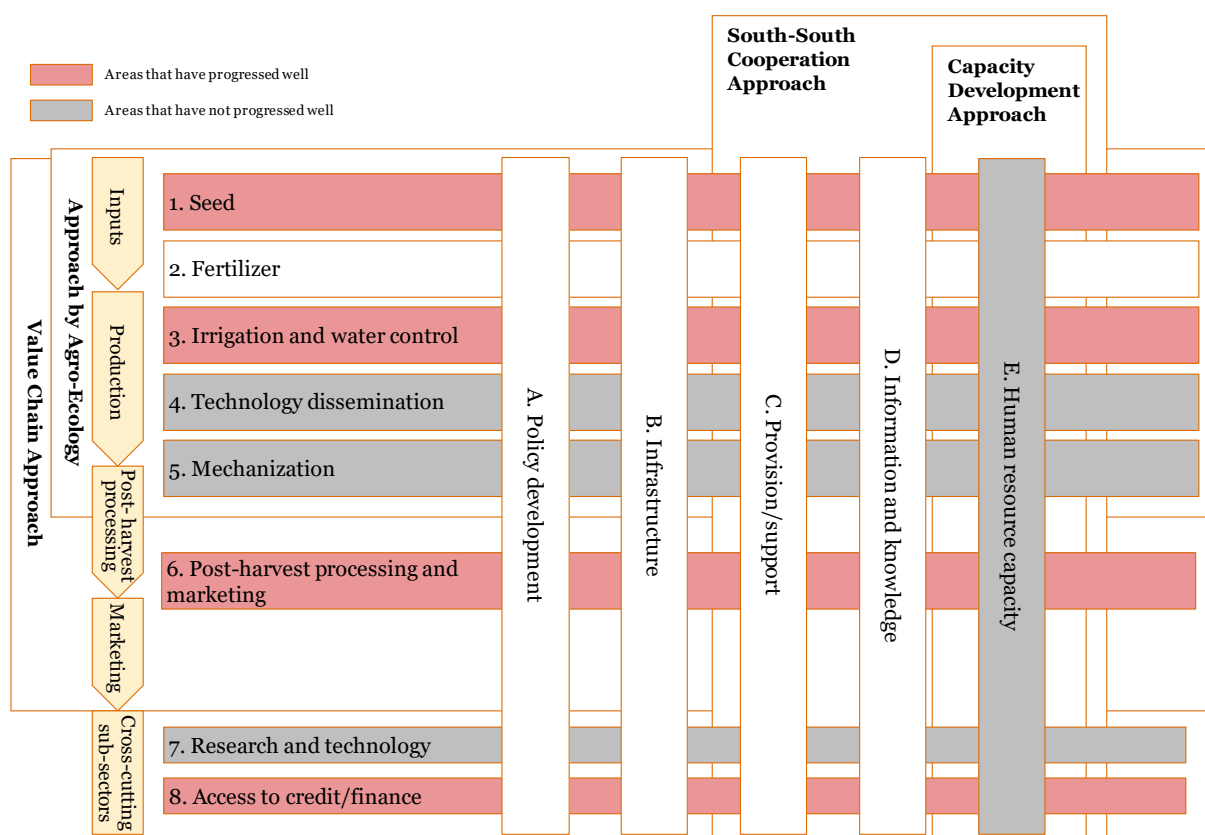 South-South
Cooperation
Approach
Capacity
Development
Approach
Areas that have progressed well
Areas that have not progressed well
Value Chain Approach
Approach by Agro-Ecology
Inputs
Production
Post- harvest
processing
Marketing
Cross-cutting
sub-sectors
1. Seed
2. Fertilizer
3. Irrigation and water control
4. Technology dissemination
5. Mechanization
6. Post-harvest processing and
marketing
7. Research and technology
8. Access to credit/finance
A. Policy development
B. Infrastructure
C. Provision/support
D. Information and knowledge
E. Human resource capacity